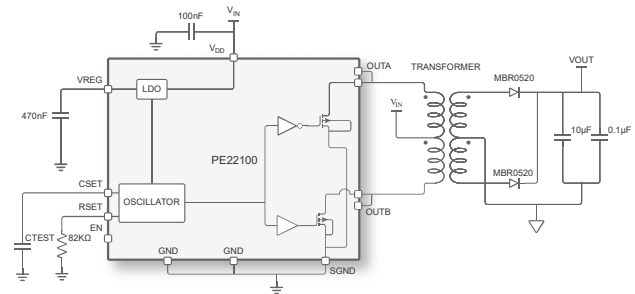 100nF
VIN
VDD
OUTA
TRANSFORMER
VOUT
VREG
LDO
MBR0520
470nF
VIN
10µF
0.1µF
PE22100
CSET
OSCILLATOR
MBR0520
RSET
CTEST
82KΩ
EN
OUTB
GND
GND
SGND